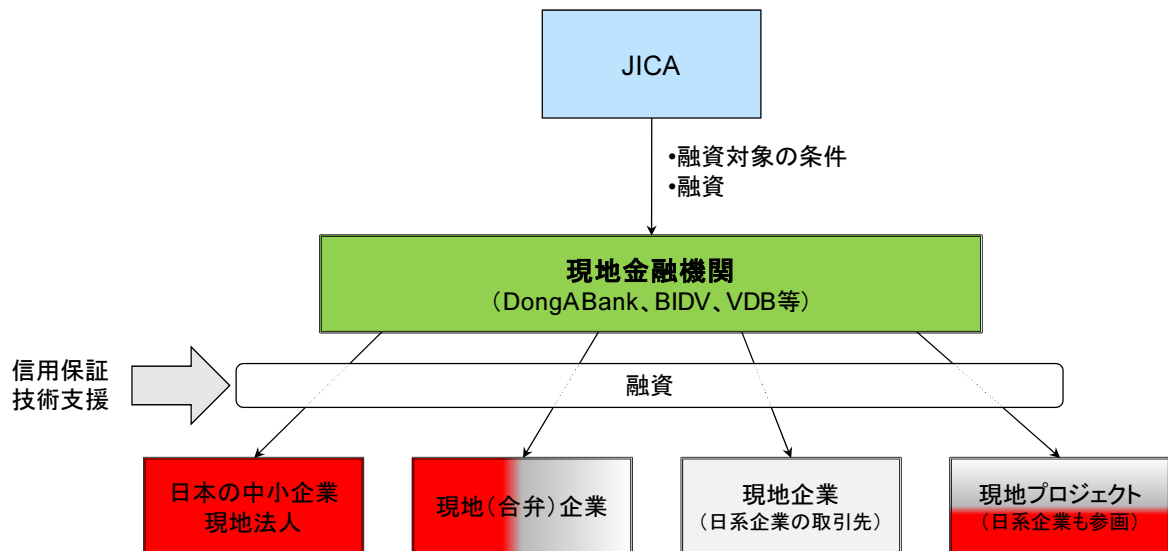 JICA
•融資対象の条件
•融資
現地金融機関
（DongABank、BIDV、VDB等）
信用保証
技術支援
融資
日本の中小企業
現地法人
現地（合弁）企業
現地企業
（日系企業の取引先）
現地プロジェクト
（日系企業も参画）